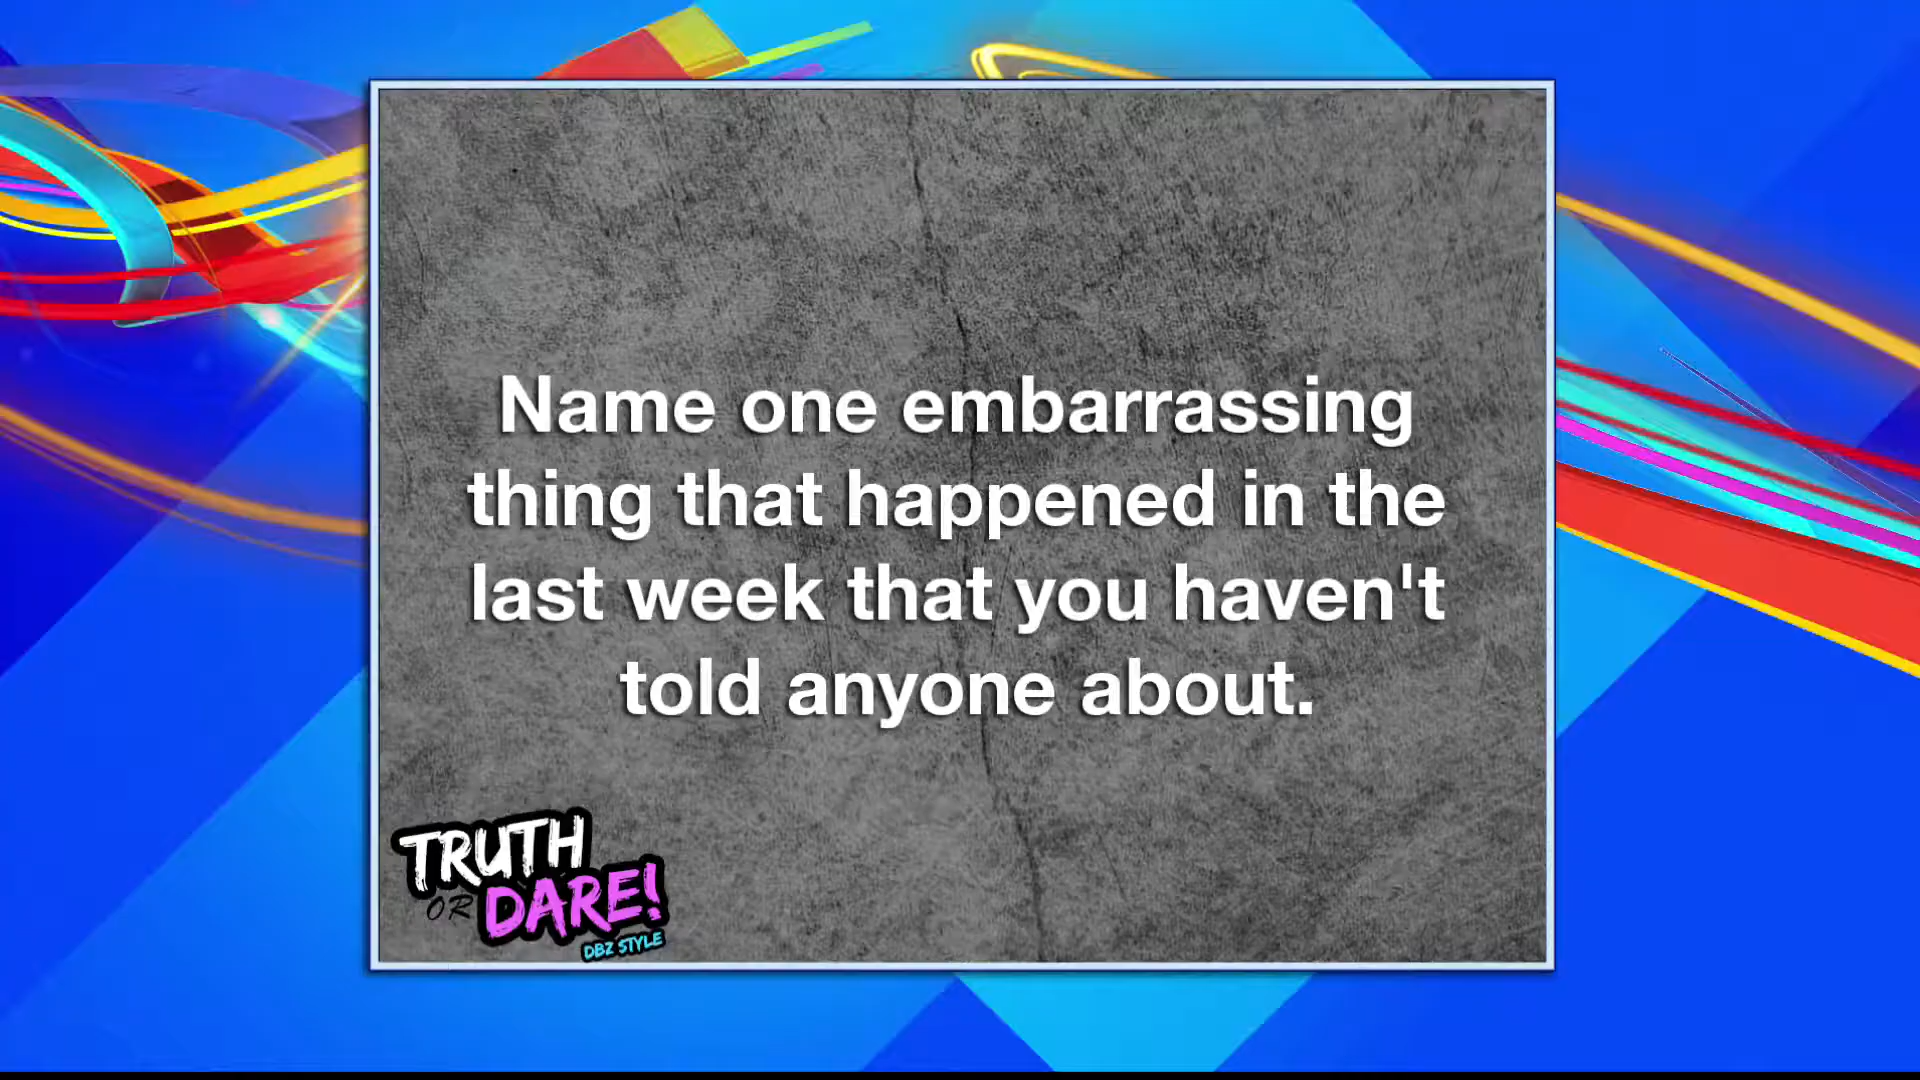 Name one embarrassing
thing that happened in the
last week that you haven't
told anyone about.
TRUTH
OR DARE!
DBZ STYLE